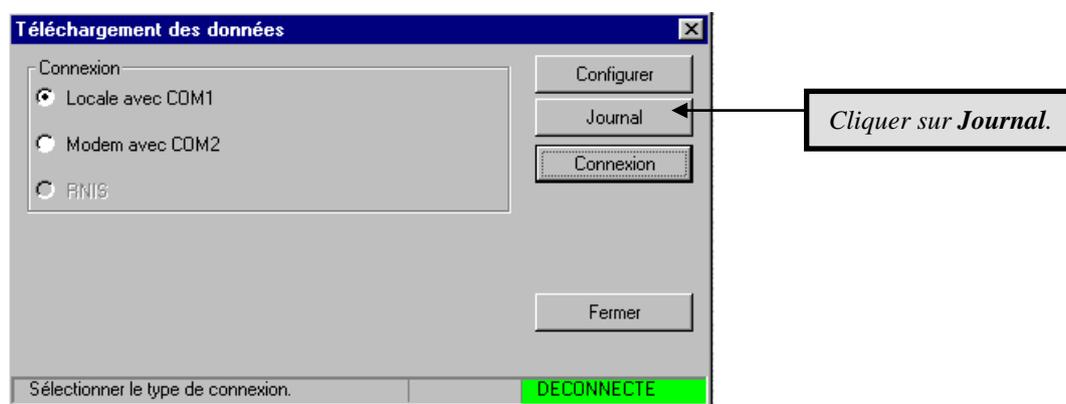 Téléchargement des données
Connexion
Locale avec COM1
Modem avec COM2
RNIS
Configurer
Journal
Connexion
Fermer
Sélectionner le type de connexion.
DECONNECTE
Cliquer sur Journal.